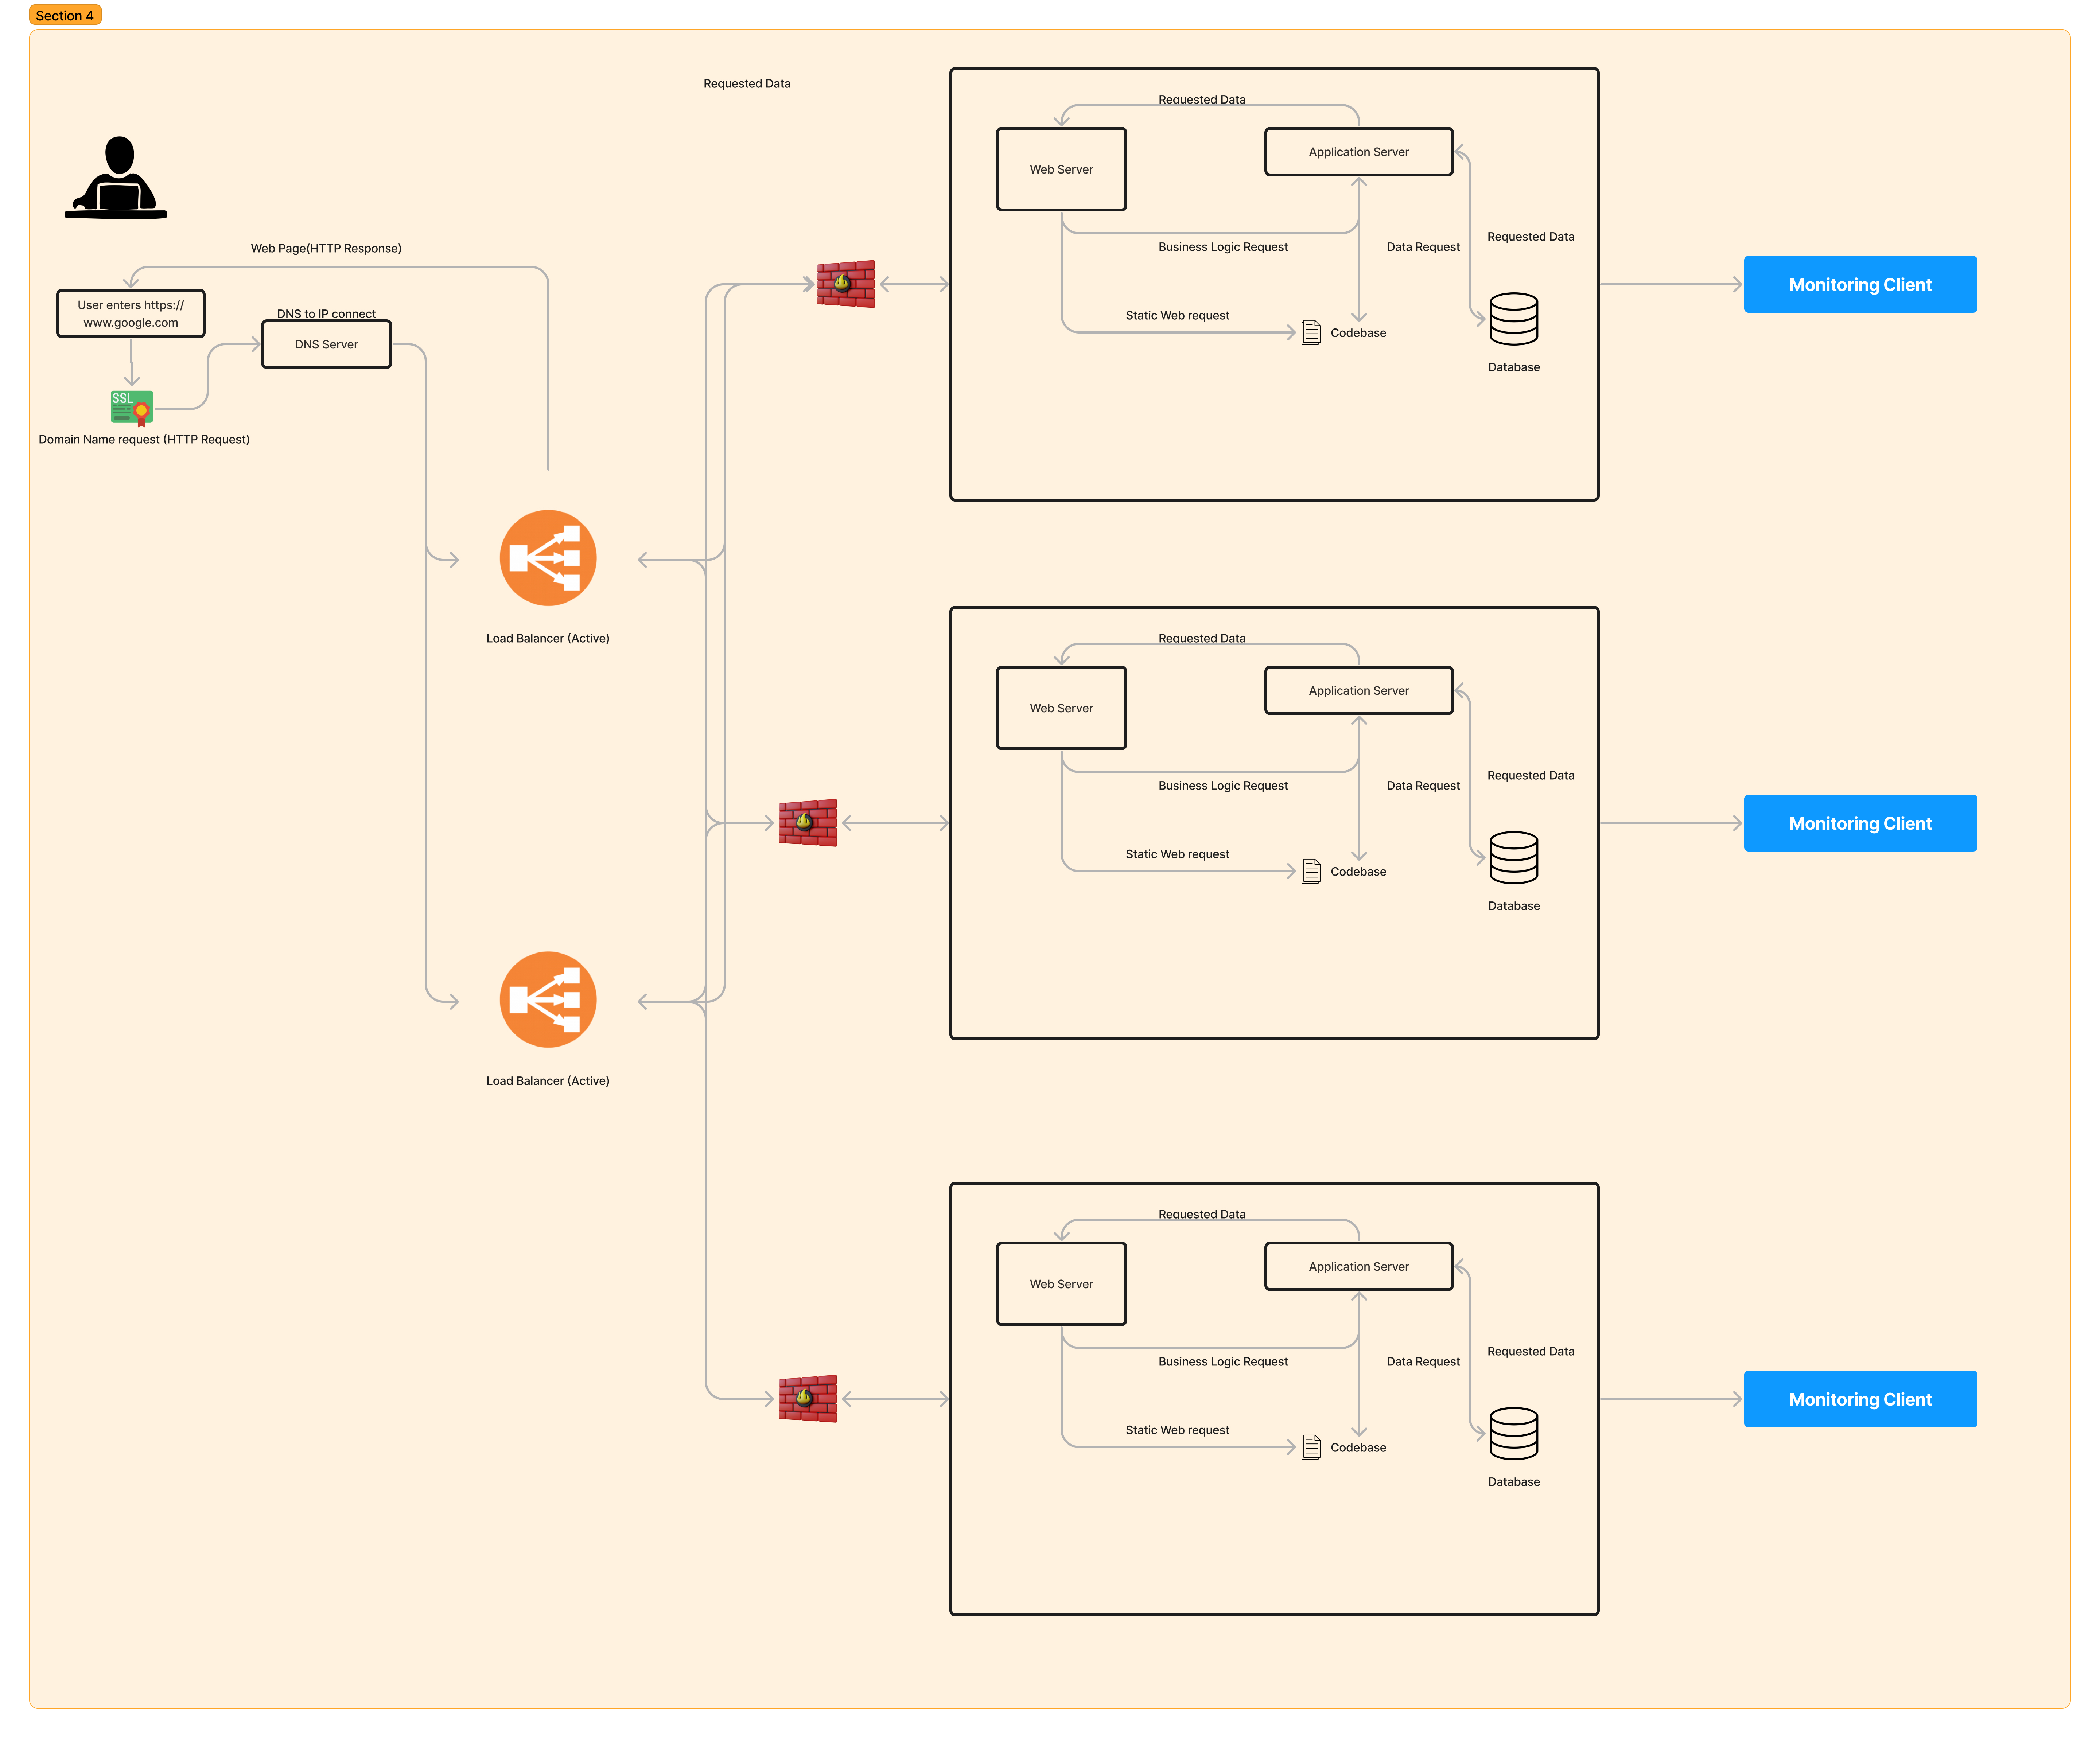 Section 4
Requested Data
Web Page(HTTP Response)
User enters https://
www.google.com
DNS to IP connect
DNS Server
SSL
Domain Name request (HTTP Request)
Load Balancer (Active)
Load Balancer (Active)
Requested Data
Web Server
Application Server
Business Logic Request
Data Request
Requested Data
Static Web request
Codebase
Database
Monitoring Client
Requested Data
Web Server
Application Server
Business Logic Request
Data Request
Requested Data
Static Web request
Codebase
Database
Monitoring Client
Requested Data
Web Server
Application Server
Business Logic Request
Data Request
Requested Data
Static Web request
Codebase
Database
Monitoring Client